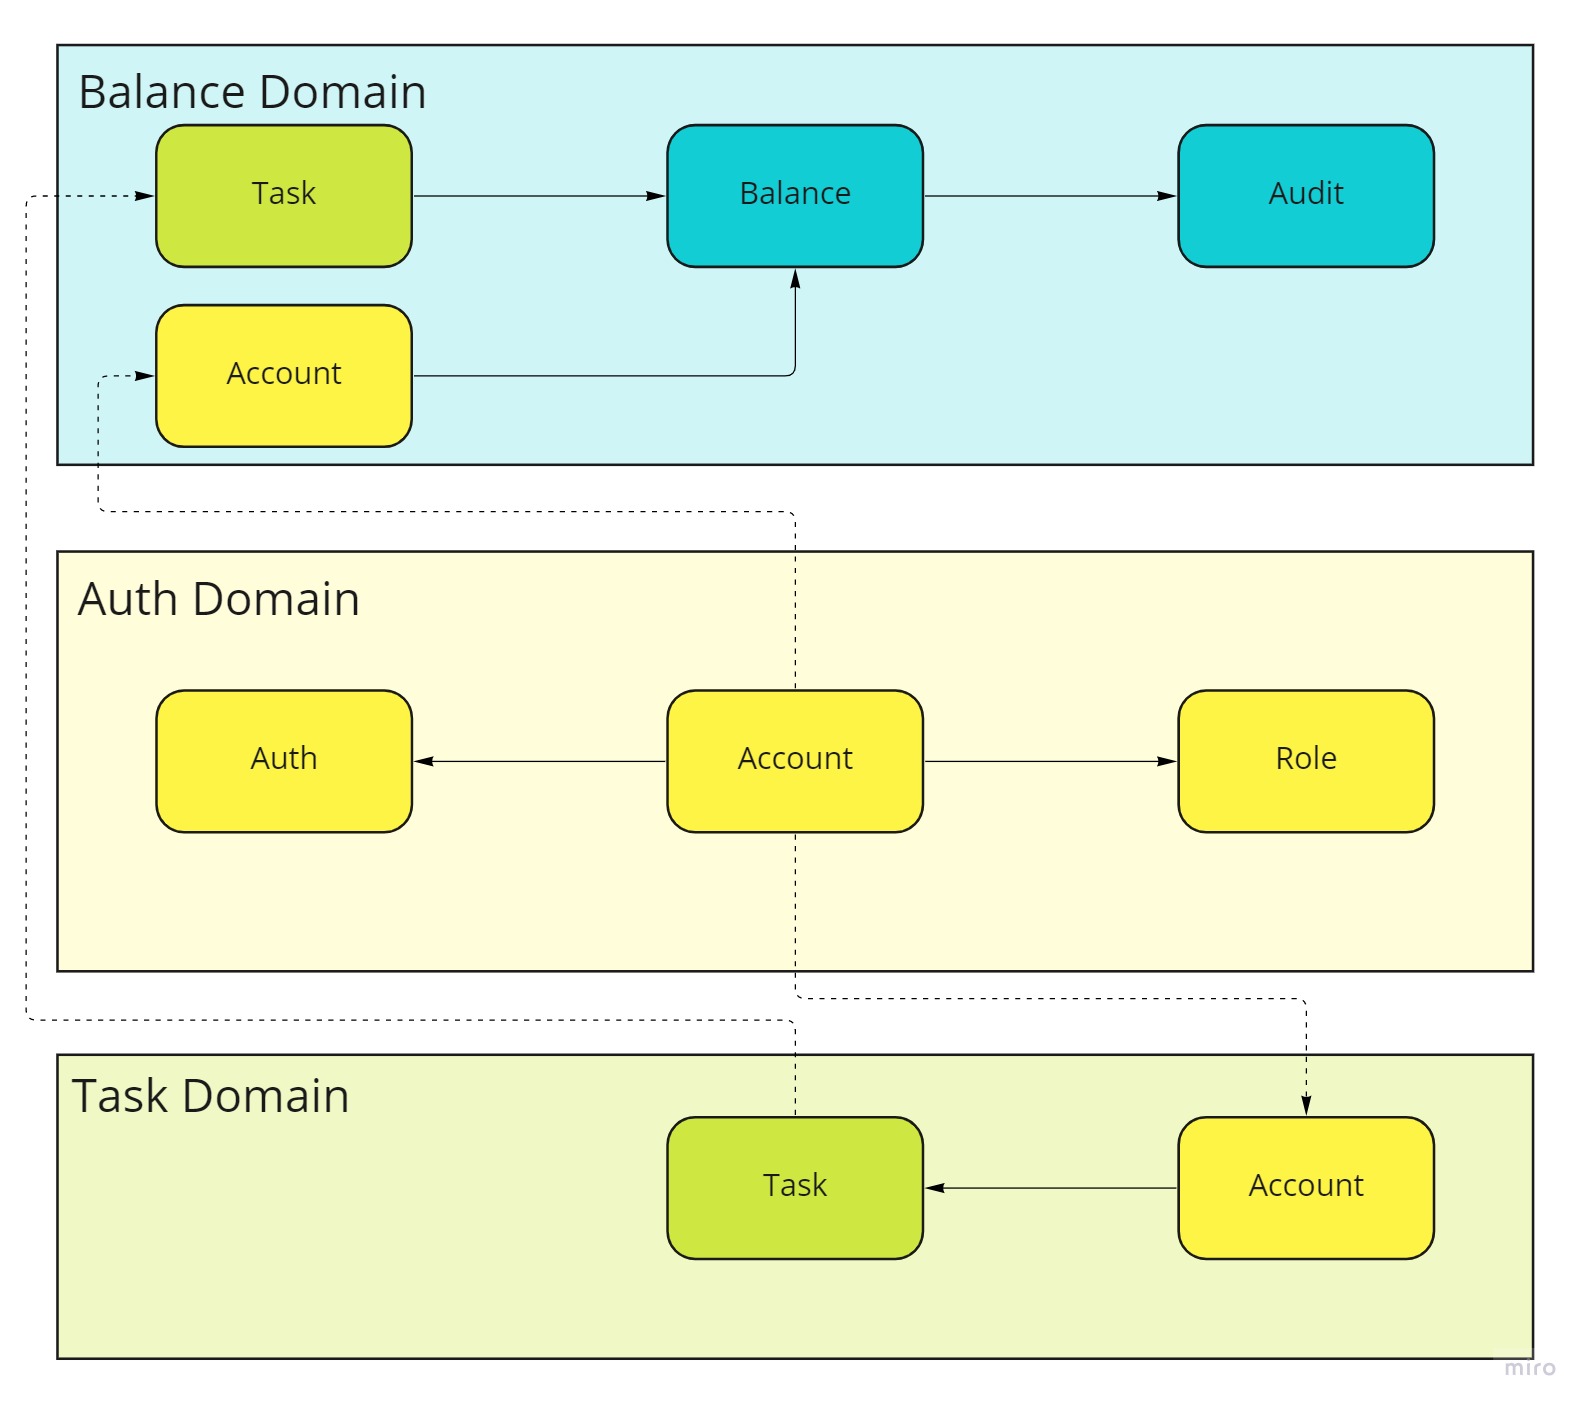 Balance Domain
Task
Balance
Audit
Account
Auth Domain
Auth
Account
Role
Task Domain
Task
Account
miro